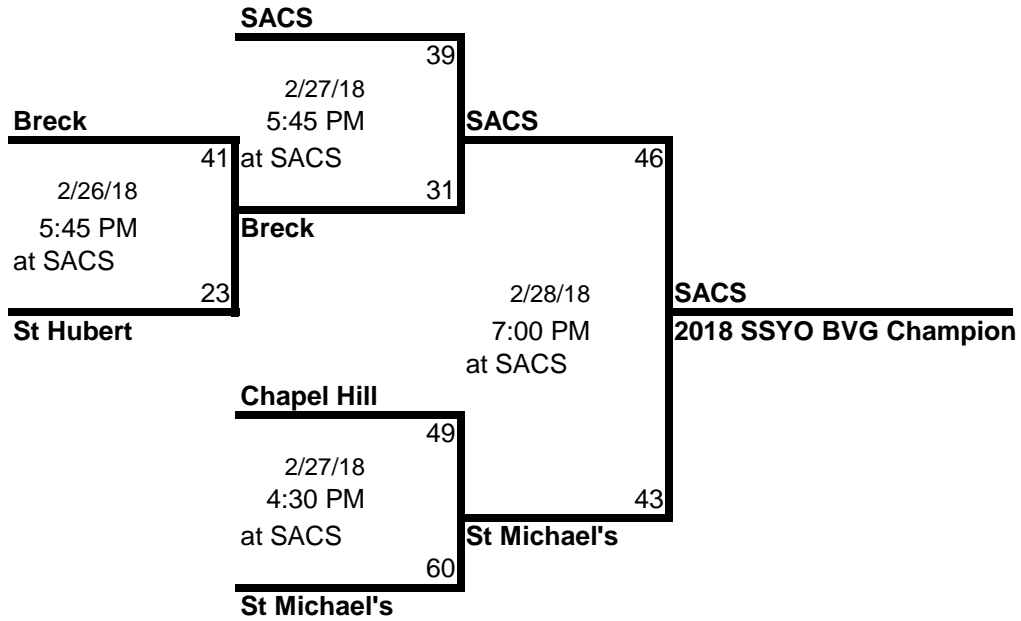 SACS
39
2/27/18
Breck
5:45 PM
SACS
41
at SACS
46
2/26/18
31
5:45 PM
Breck
at SACS
23
2/28/18
SACS
St Hubert
7:00 PM
2018 SSYO BVG Champion
at SACS
Chapel Hill
49
2/27/18
4:30 PM
43
at SACS
St Michael's
60
St Michael's